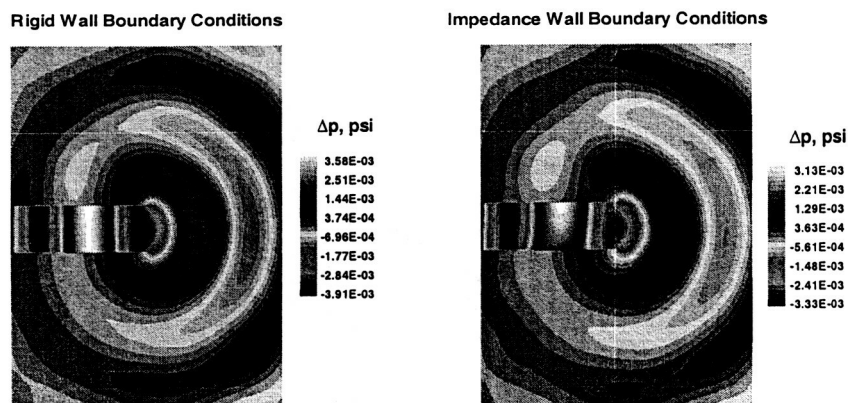 Rigid Wall Boundary Conditions
Impedance Wall Boundary Conditions
Δp, psi
3.58E-03
2.51E-03
1.44E-03
3.74E-04
-6.96E-04
-1.77E-03
-2.84E-03
-3.91E-03
Δp, psi
3.13E-03
2.21E-03
1.29E-03
3.63E-04
-5.61E-04
-1.48E-03
-2.41E-03
-3.33E-03